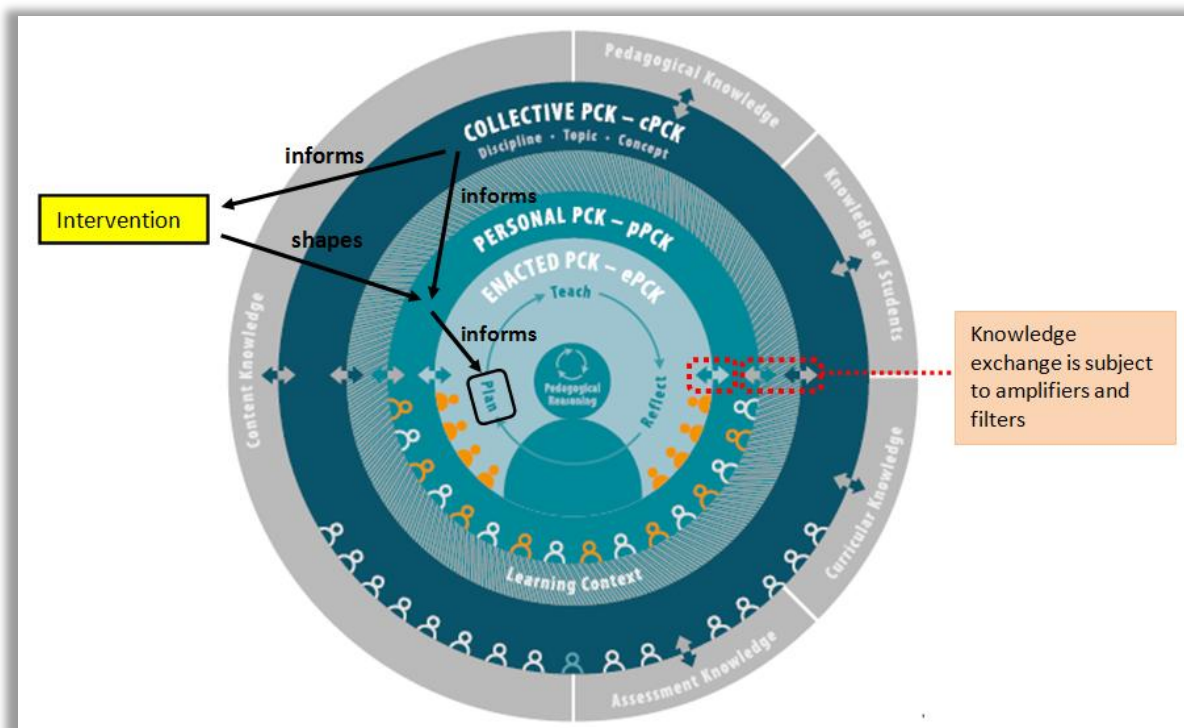 Pedagogical Knowledge
COLLECTIVE PCK – cPCK
Discipline · Topic · Concept
informs
Intervention
informs
shapes
PERSONAL PCK – pPCK
ENACTED PCK – ePCK
Knowledge of Students
Teach
informs
Content Knowledge
Plan
Pedagogical
Reasoning
Reflect
Knowledge
exchange is subject
to amplifiers and
filters
Learning Context
Curricular Knowledge
Assessment Knowledge